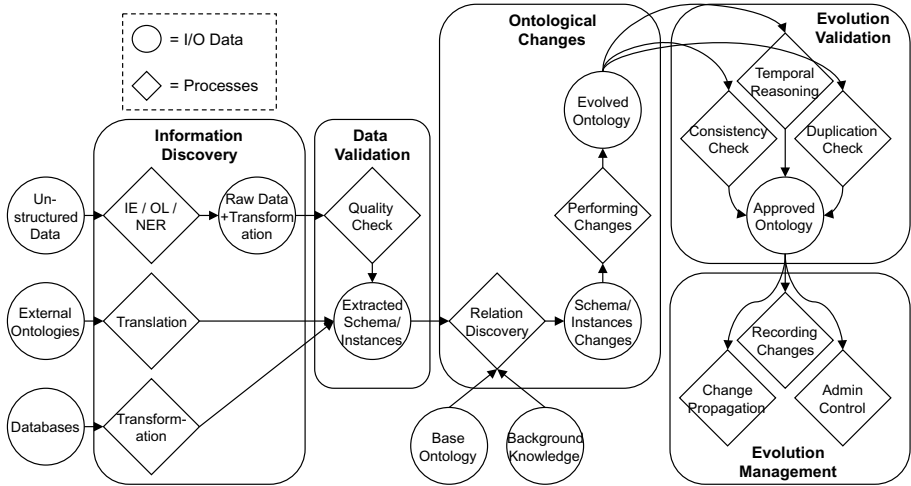 = I/O Data
= Processes
Information
Discovery
Data
Validation
Ontological
Changes
Evolution
Validation
Un-
structured
Data
IE / OL /
NER
Raw Data
+Transform
ation
Quality
Check
External
Ontologies
Translation
Extracted
Schema/
Instances
Databases
Transform-
ation
Relation
Discovery
Base
Ontology
Background
Knowledge
Schema/
Instances
Changes
Performing
Changes
Evolved
Ontology
Temporal
Reasoning
Consistency
Check
Duplication
Check
Approved
Ontology
Recording
Changes
Change
Propagation
Admin
Control
Evolution
Management